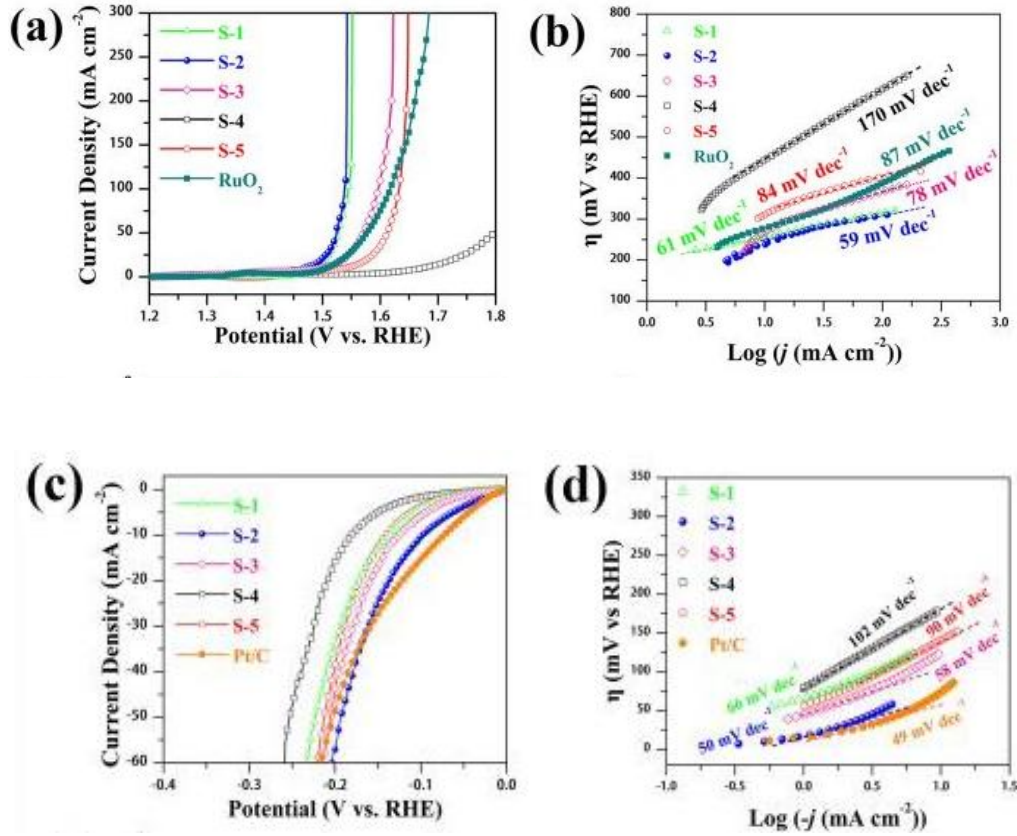 (a)
Current Density (mA cm⁻²)
300
250
200
150
100
50
0
S-1
S-2
S-3
S-4
S-5
RuO₂
1.2 1.3 1.4 1.5 1.6 1.7 1.8
Potential (V vs. RHE)
(b)
η (mV vs RHE)
800
700
600
500
400
300
200
100
S-1
S-2
S-3
S-4
S-5
RuO₂
170 mV dec⁻¹
87 mV dec⁻¹
84 mV dec⁻¹
78 mV dec⁻¹
61 mV dec⁻¹
59 mV dec⁻¹
0.0 0.5 1.0 1.5 2.0 2.5 3.0
Log (j (mA cm⁻²))
(c)
Current Density (mA cm⁻²)
0
-10
-20
-30
-40
-50
-60
S-1
S-2
S-3
S-4
S-5
Pt/C
-0.4 -0.3 -0.2 -0.1 0.0
Potential (V vs. RHE)
(d)
η (mV vs RHE)
350
300
250
200
150
100
50
0
S-1
S-2
S-3
S-4
S-5
Pt/C
102 mV dec⁻¹
90 mV dec⁻¹
mV dec
60 mV dec⁻¹
50 mV dec⁻¹
49 mV dec⁻¹
-1.0 -0.5 0.0 0.5 1.0 1.5
Log (-j (mA cm⁻²))